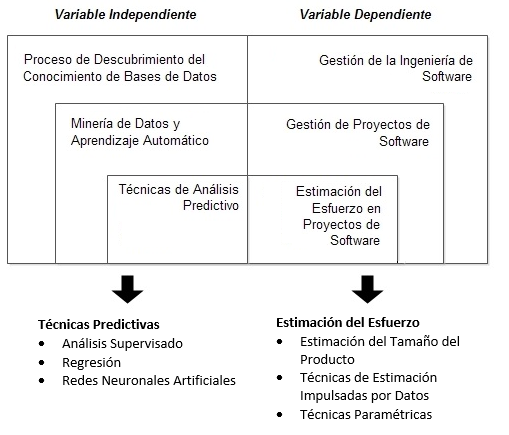 Variable Independiente
Variable Dependiente
Proceso de Descubrimiento del
Conocimiento de Bases de Datos
Gestión de la Ingeniería de
Software
Minería de Datos y
Aprendizaje Automático
Gestión de Proyectos de
Software
Técnicas de Análisis
Predictivo
Estimación del
Esfuerzo en
Proyectos de
Software
Técnicas Predictivas
• Análisis Supervisado
• Regresión
• Redes Neuronales Artificiales
Estimación del Esfuerzo
• Estimación del Tamaño del
Producto
• Técnicas de Estimación
Impulsadas por Datos
• Técnicas Paramétricas